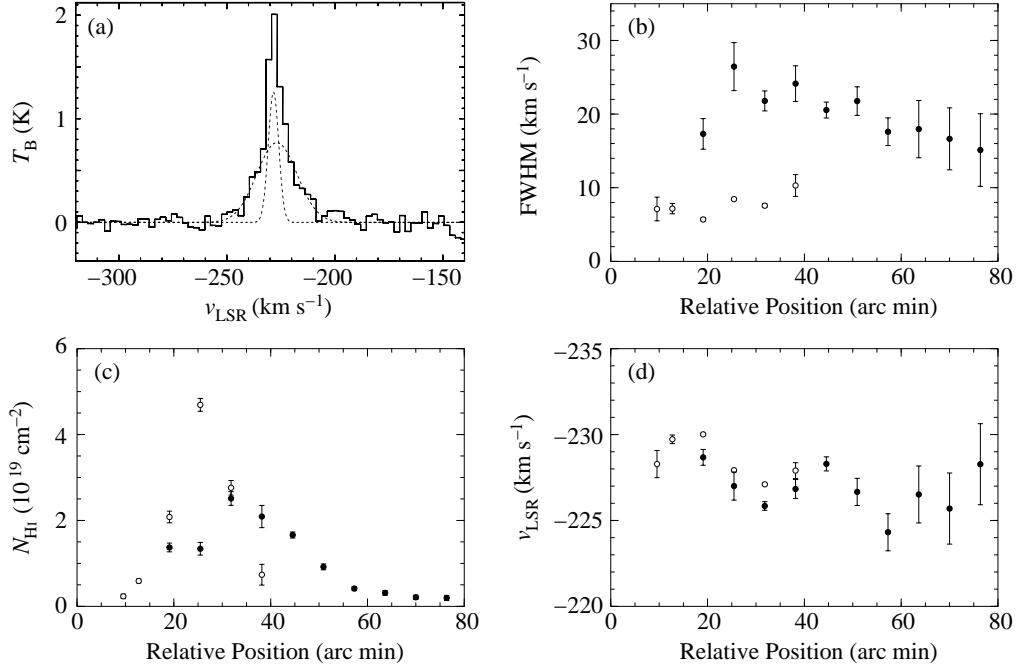 (a)
2
1
0
T_B (K)
−300 −250 −200 −150
v_LSR (km s⁻¹)
(b)
30
20
10
0
FWHM (km s⁻¹)
0 20 40 60 80
Relative Position (arc min)
(c)
6
4
2
0
N_HI (10¹⁹ cm⁻²)
0 20 40 60 80
Relative Position (arc min)
(d)
−235
−230
−225
−220
v_LSR (km s⁻¹)
0 20 40 60 80
Relative Position (arc min)